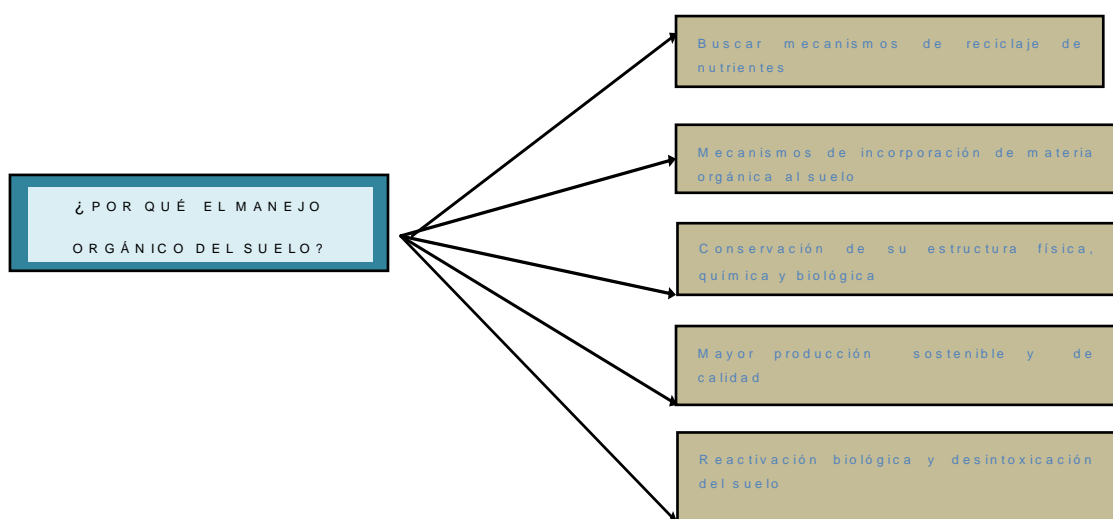 ¿POR QUÉ EL MANEJO
ORGÁNICO DEL SUELO?
Buscar mecanismos de reciclaje de
nutrientes
Mecanismos de incorporación de materia
orgánica al suelo
Conservación de su estructura física,
química y biológica
Mayor producción sostenible y de
calidad
Reactivación biológica y desintoxicación
del suelo